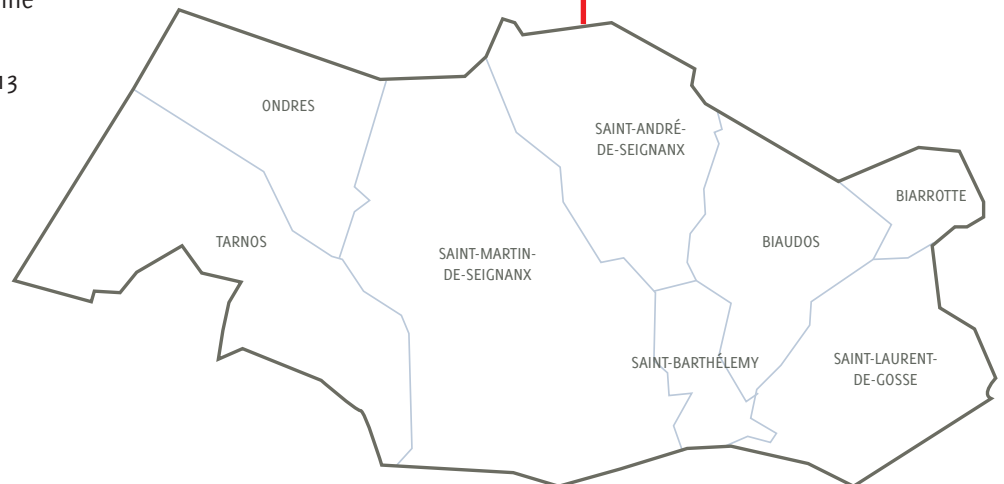 ONDRES
SAINT-ANDRÉ-
DE-SEIGNANX
BIARROTTE
TARNOS
BIAUDOS
SAINT-MARTIN-
DE-SEIGNANX
SAINT-BARTHÉLEMY
SAINT-LAURENT-
DE-GOSSE